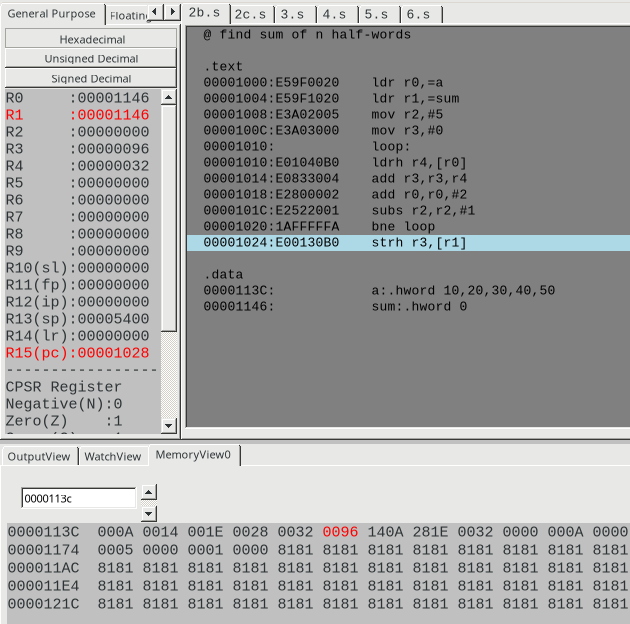 General Purpose Floatin
Hexadecimal
Unsigned Decimal
Signed Decimal
R0 :00001146
R1 :00001146
R2 :00000000
R3 :00000096
R4 :00000032
R5 :00000000
R6 :00000000
R7 :00000000
R8 :00000000
R9 :00000000
R10(sl):00000000
R11(fp):00000000
R12(ip):00000000
R13(sp):00005400
R14(lr):00000000
R15(pc):00001028
-----------------
CPSR Register
Negative(N):0
Zero(Z) :1
2b.s 2c.s 3.s 4.s 5.s 6.s
@ find sum of n half-words
.text
00001000:E59F0020 ldr r0,=a
00001004:E59F1020 ldr r1,=sum
00001008:E3A02005 mov r2,#5
0000100C:E3A03000 mov r3,#0
00001010: loop:
00001010:E01040B0 ldrh r4,[r0]
00001014:E0833004 add r3,r3,r4
00001018:E2800002 add r0,r0,#2
0000101C:E2522001 subs r2,r2,#1
00001020:1AFFFFFA bne loop
00001024:E00130B0 strh r3,[r1]
.data
0000113C: a:.hword 10,20,30,40,50
00001146: sum:.hword 0
OutputView WatchView MemoryView0
0000113c
0000113C 000A 0014 001E 0028 0032 0096 140A 281E 0032 0000 000A 0000
00001174 0005 0000 0001 0000 8181 8181 8181 8181 8181 8181 8181 8181
000011AC 8181 8181 8181 8181 8181 8181 8181 8181 8181 8181 8181 8181
000011E4 8181 8181 8181 8181 8181 8181 8181 8181 8181 8181 8181 8181
0000121C 8181 8181 8181 8181 8181 8181 8181 8181 8181 8181 8181 8181